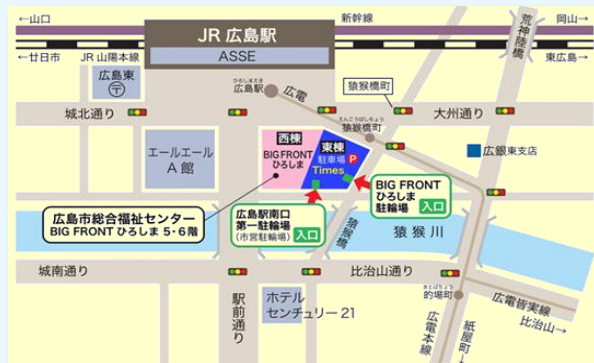 ←山口
新幹線
岡山→
JR 広島駅
ASSE
←廿日市
JR 山陽本線
東広島→
荒神陸橋
広島東
〒
ひろしまえき
広島駅
広電
猿猴橋町
城北通り
大州通り
えんこうばしちょう
猿猴橋町
エールエール
A 館
西棟
BIG FRONT
ひろしま
東棟
駐車場 P
Times
広銀東支店
広島市総合福祉センター
BIG FRONT ひろしま 5・6 階
広島駅南口
第一駐輪場
(市営駐輪場)
入口
BIG FRONT
ひろしま
駐輪場
入口
猿猴橋
猿猴川
城南通り
比治山通り
駅前通り
ホテル
センチュリー 21
まとばちょう
的場町
広電皆実線
比治山→
広電本線
紙屋町→